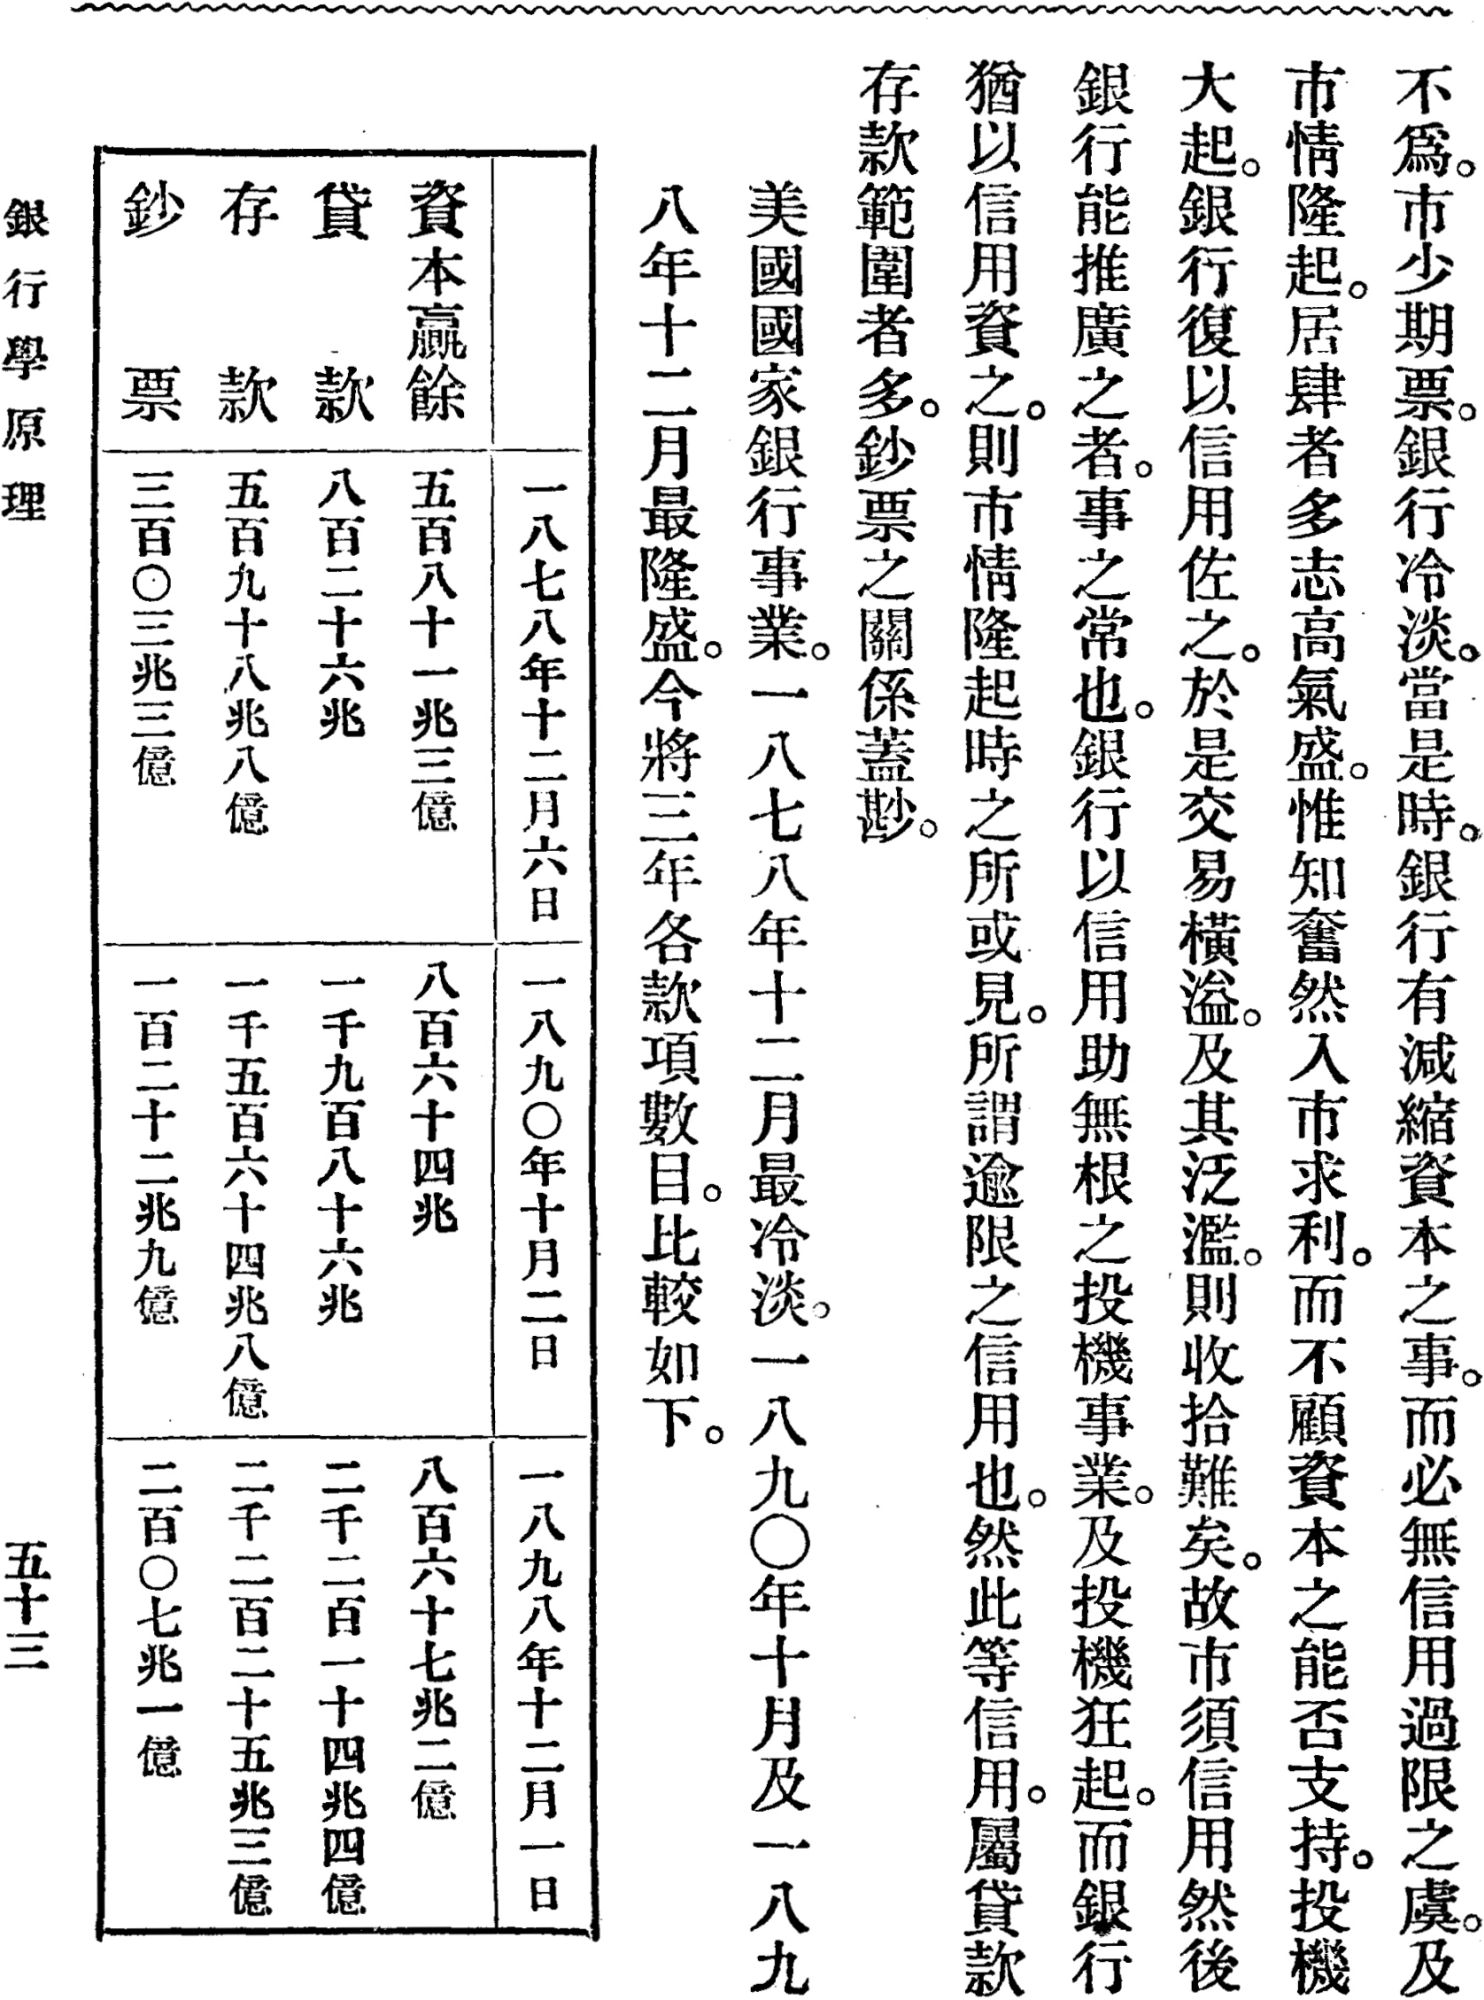 不爲。市少期票。銀行冷淡。當是時。銀行有減縮資本之事。而必無信用過限之虞。及
市情隆起。居肆者多志高氣盛。惟知奮然入市求利。而不顧資本之能否支持。投機
大起。銀行復以信用佐之。於是交易橫溢。及其泛濫。則收拾難矣。故市須信用然後
銀行能推廣之者。事之常也。銀行以信用助無根之投機事業。及投機狂起。而銀行
猶以信用資之。則市情隆起時之所或見。所謂逾限之信用也。然此等信用。屬貸款
存款範圍者多。鈔票之關係蓋尠。
美國國家銀行事業。一八七八年十二月最冷淡。一八九〇年十月及一八九
八年十二月最隆盛。今將三年各款項數目。比較如下。
一八七八年十二月六日 一八九〇年十月二日 一八九八年十二月一日
資本贏餘 五百八十一兆三億 八百六十四兆 八百六十七兆二億
貸款 八百二十六兆 一千九百八十六兆 二千二百一十四兆四億
存款 五百九十八兆八億 一千五百六十四兆八億 二千二百二十五兆三億
鈔票 三百〇三兆三億 一百二十二兆九億 二百〇七兆一億
銀行學原理
五十三